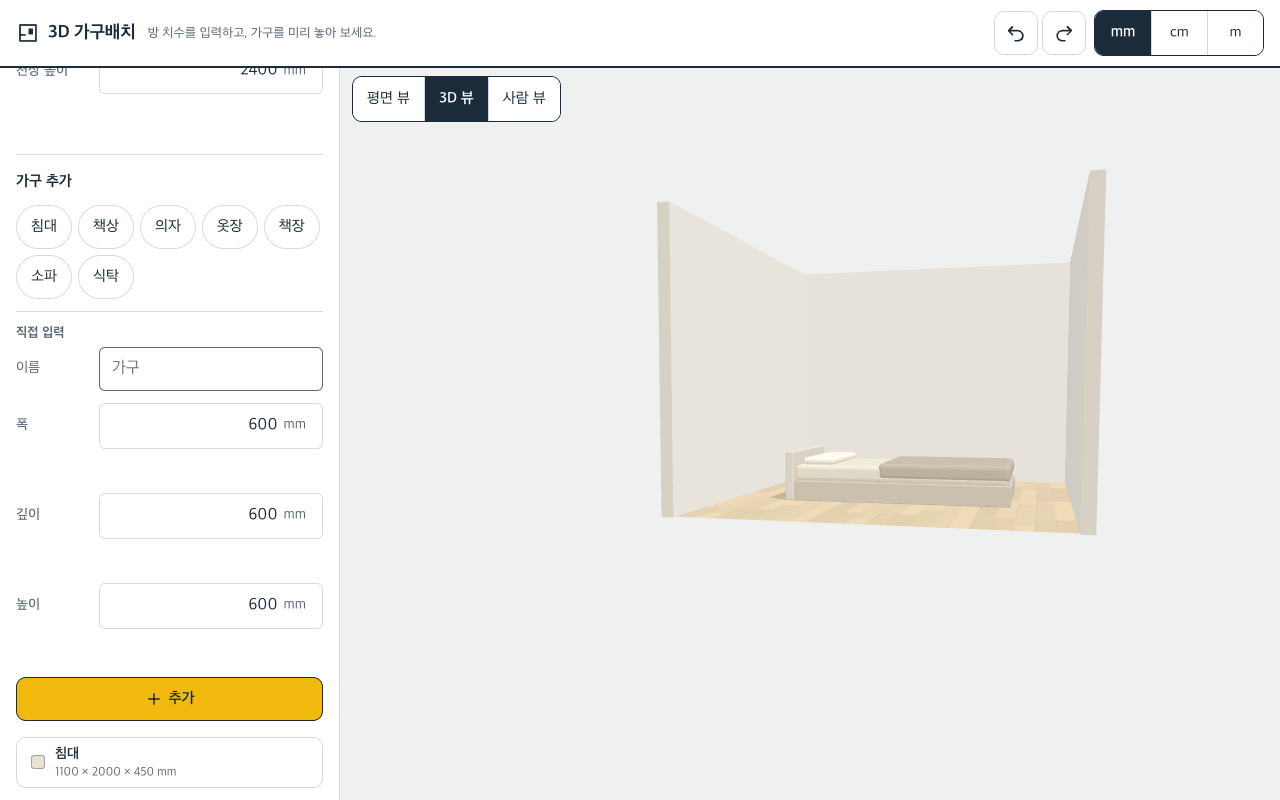 3D 가구배치
방 치수를 입력하고, 가구를 미리 놓아 보세요.
mm
cm
m
천장 높이
2400 mm
평면 뷰
3D 뷰
사람 뷰
가구 추가
침대
책상
의자
옷장
책장
소파
식탁
직접 입력
이름
가구
폭
600 mm
깊이
600 mm
높이
600 mm
+ 추가
침대
1100 × 2000 × 450 mm